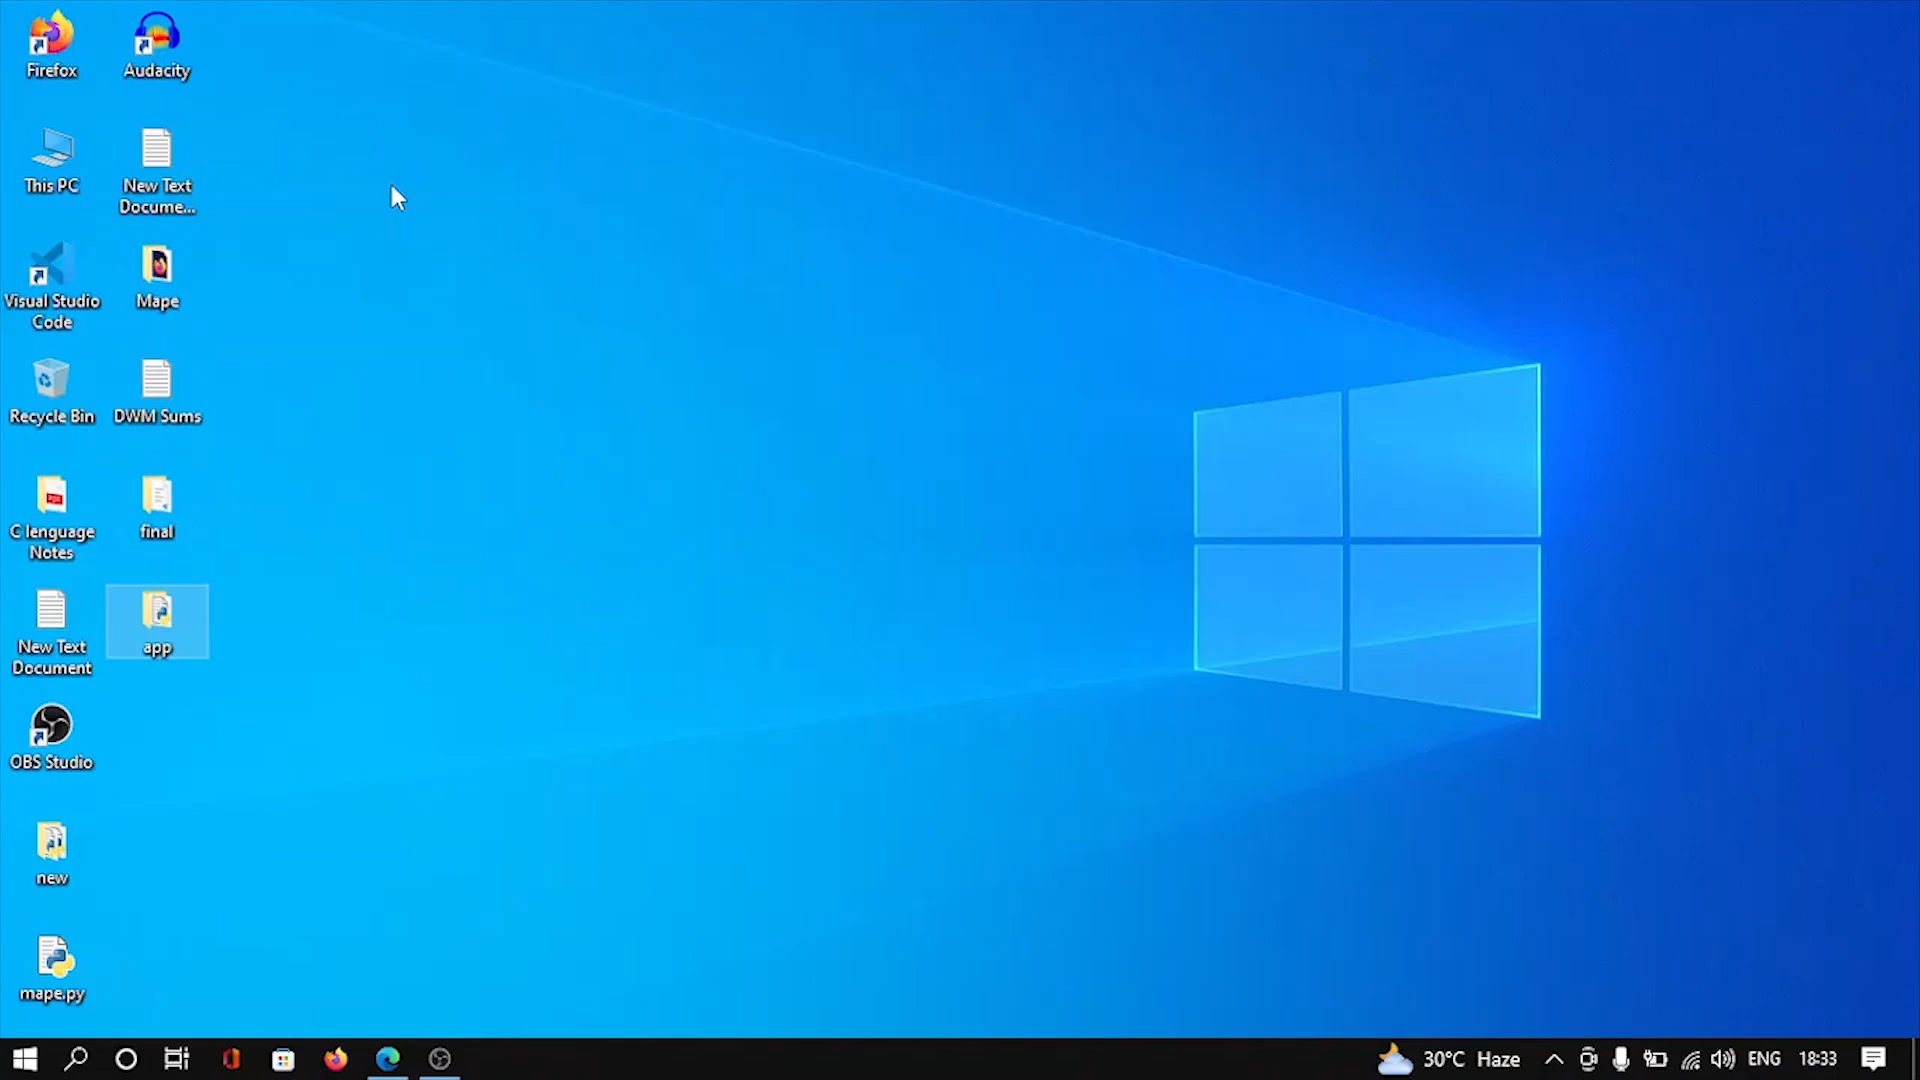 Firefox
Audacity
This PC
New Text
Docume...
Visual Studio
Code
Mape
Recycle Bin
DWM Sums
C lenguage
Notes
final
New Text
Document
app
OBS Studio
new
mape.py
30°C Haze
ENG
18:33